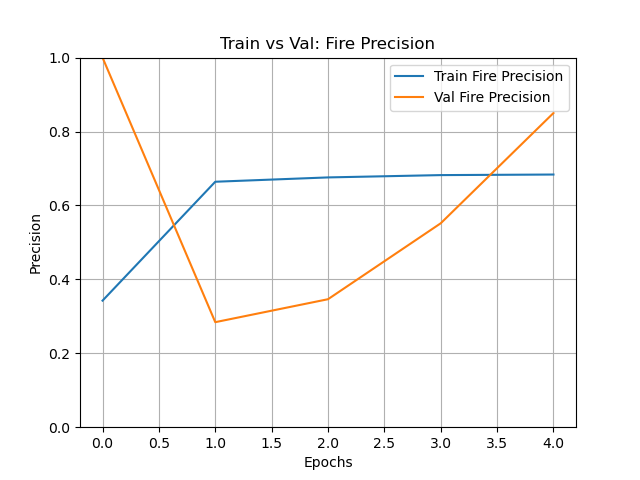 Train vs Val: Fire Precision
Train Fire Precision
Val Fire Precision
Precision
1.0
0.8
0.6
0.4
0.2
0.0
0.0 0.5 1.0 1.5 2.0 2.5 3.0 3.5 4.0
Epochs